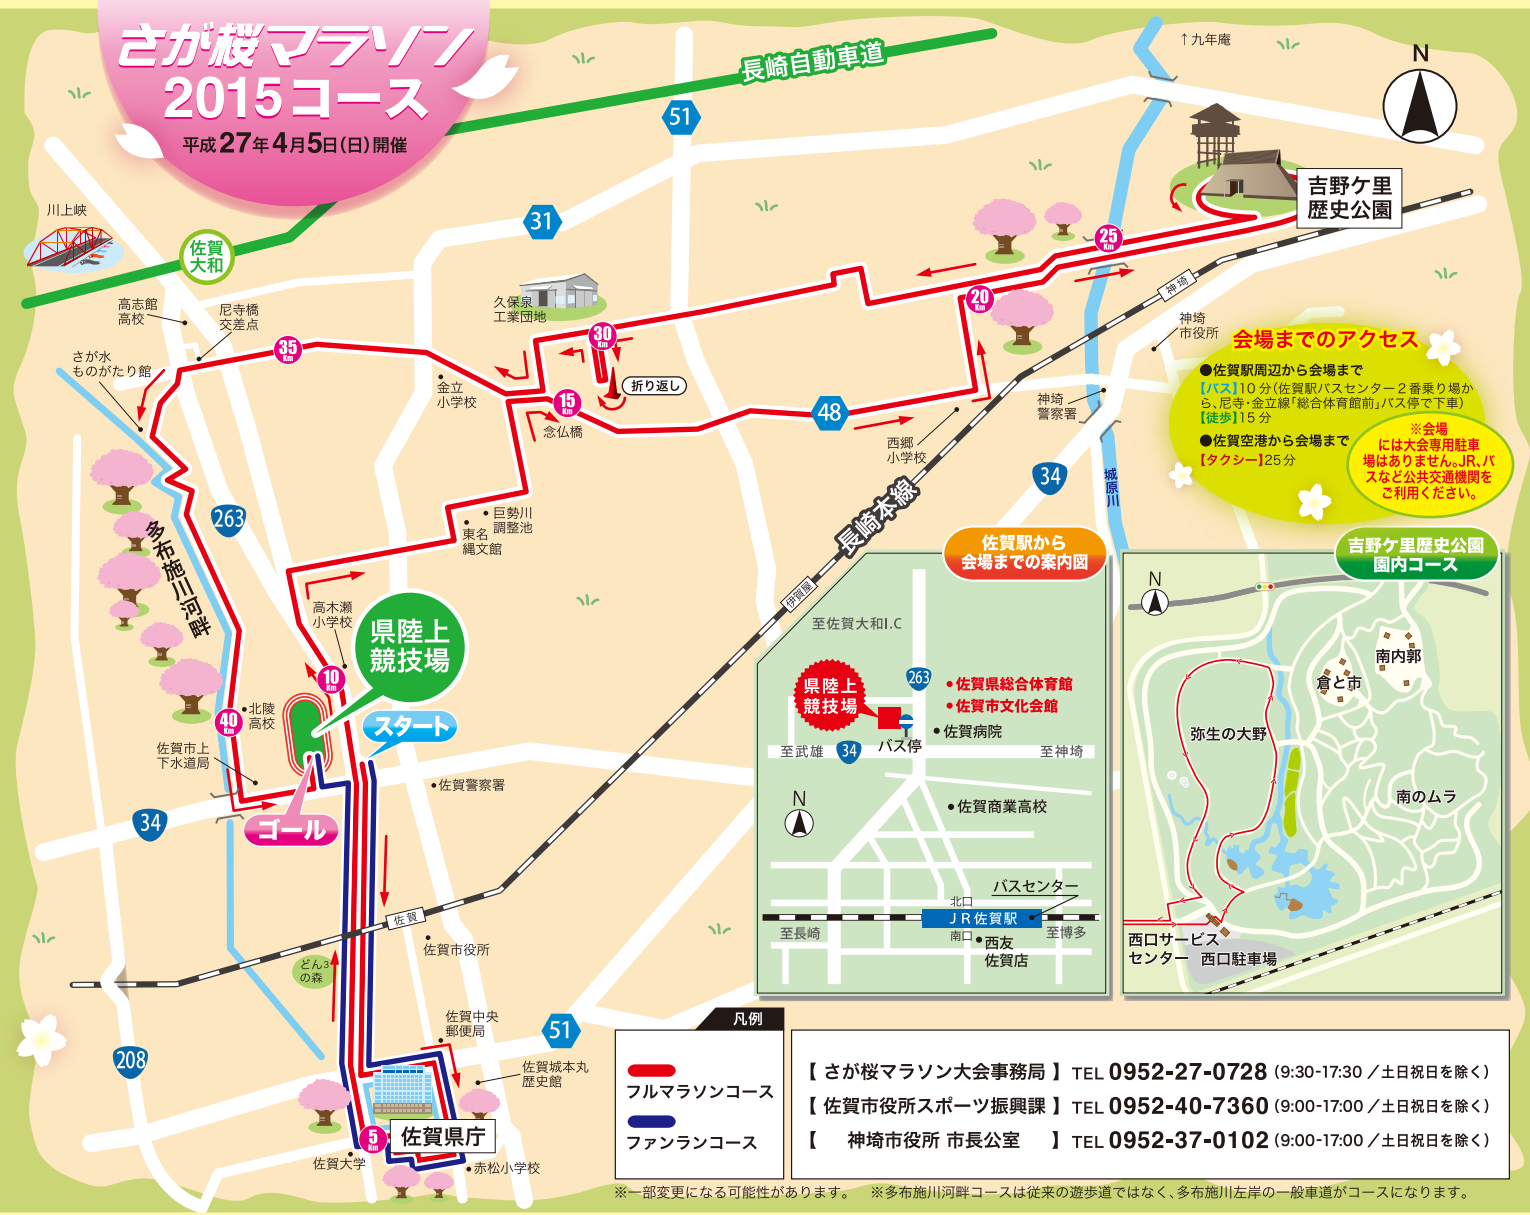 さが桜マラソン
2015コース
平成27年4月5日(日)開催
長崎自動車道
↑九年庵
N
51
31
川上峡
佐賀
大和
吉野ケ里
歴史公園
25Km
神埼
20Km
久保泉
工業団地
30Km
折り返し
高志館
高校
尼寺橋
交差点
35Km
さが水
ものがたり館
金立
小学校
15Km
念仏橋
48
西郷
小学校
神埼
市役所
神埼
警察署
34
城原川
会場までのアクセス
●佐賀駅周辺から会場まで
【バス】10分(佐賀駅バスセンター2番乗り場か
ら、尼寺・金立線「総合体育館前」バス停で下車)
【徒歩】15分
●佐賀空港から会場まで
【タクシー】25分
※会場
には大会専用駐車
場はありません。JR、バ
スなど公共交通機関を
ご利用ください。
263
多布施川河畔
巨勢川
調整池
東名
縄文館
長崎本線
伊賀屋
高木瀬
小学校
県陸上
競技場
10Km
スタート
40Km
北陵
高校
佐賀市上
下水道局
ゴール
34
佐賀警察署
佐賀
佐賀市役所
どん3
の森
208
佐賀中央
郵便局
51
佐賀城本丸
歴史館
5Km
佐賀県庁
佐賀大学
赤松小学校
佐賀駅から
会場までの案内図
至佐賀大和I.C
県陸上
競技場
263
●佐賀県総合体育館
●佐賀市文化会館
バス停
●佐賀病院
至武雄
34
至神埼
●佐賀商業高校
N
バスセンター
北口
JR佐賀駅
南口
至長崎
至博多
●西友
佐賀店
吉野ケ里歴史公園
園内コース
N
南内郭
倉と市
弥生の大野
南のムラ
西口サービス
センター
西口駐車場
凡例
フルマラソンコース
ファンランコース
【 さが桜マラソン大会事務局 】 TEL 0952-27-0728 (9:30-17:30／土日祝日を除く)
【 佐賀市役所スポーツ振興課 】 TEL 0952-40-7360 (9:00-17:00／土日祝日を除く)
【 神埼市役所 市長公室 】 TEL 0952-37-0102 (9:00-17:00／土日祝日を除く)
※一部変更になる可能性があります。 ※多布施川河畔コースは従来の遊歩道ではなく、多布施川左岸の一般車道がコースになります。